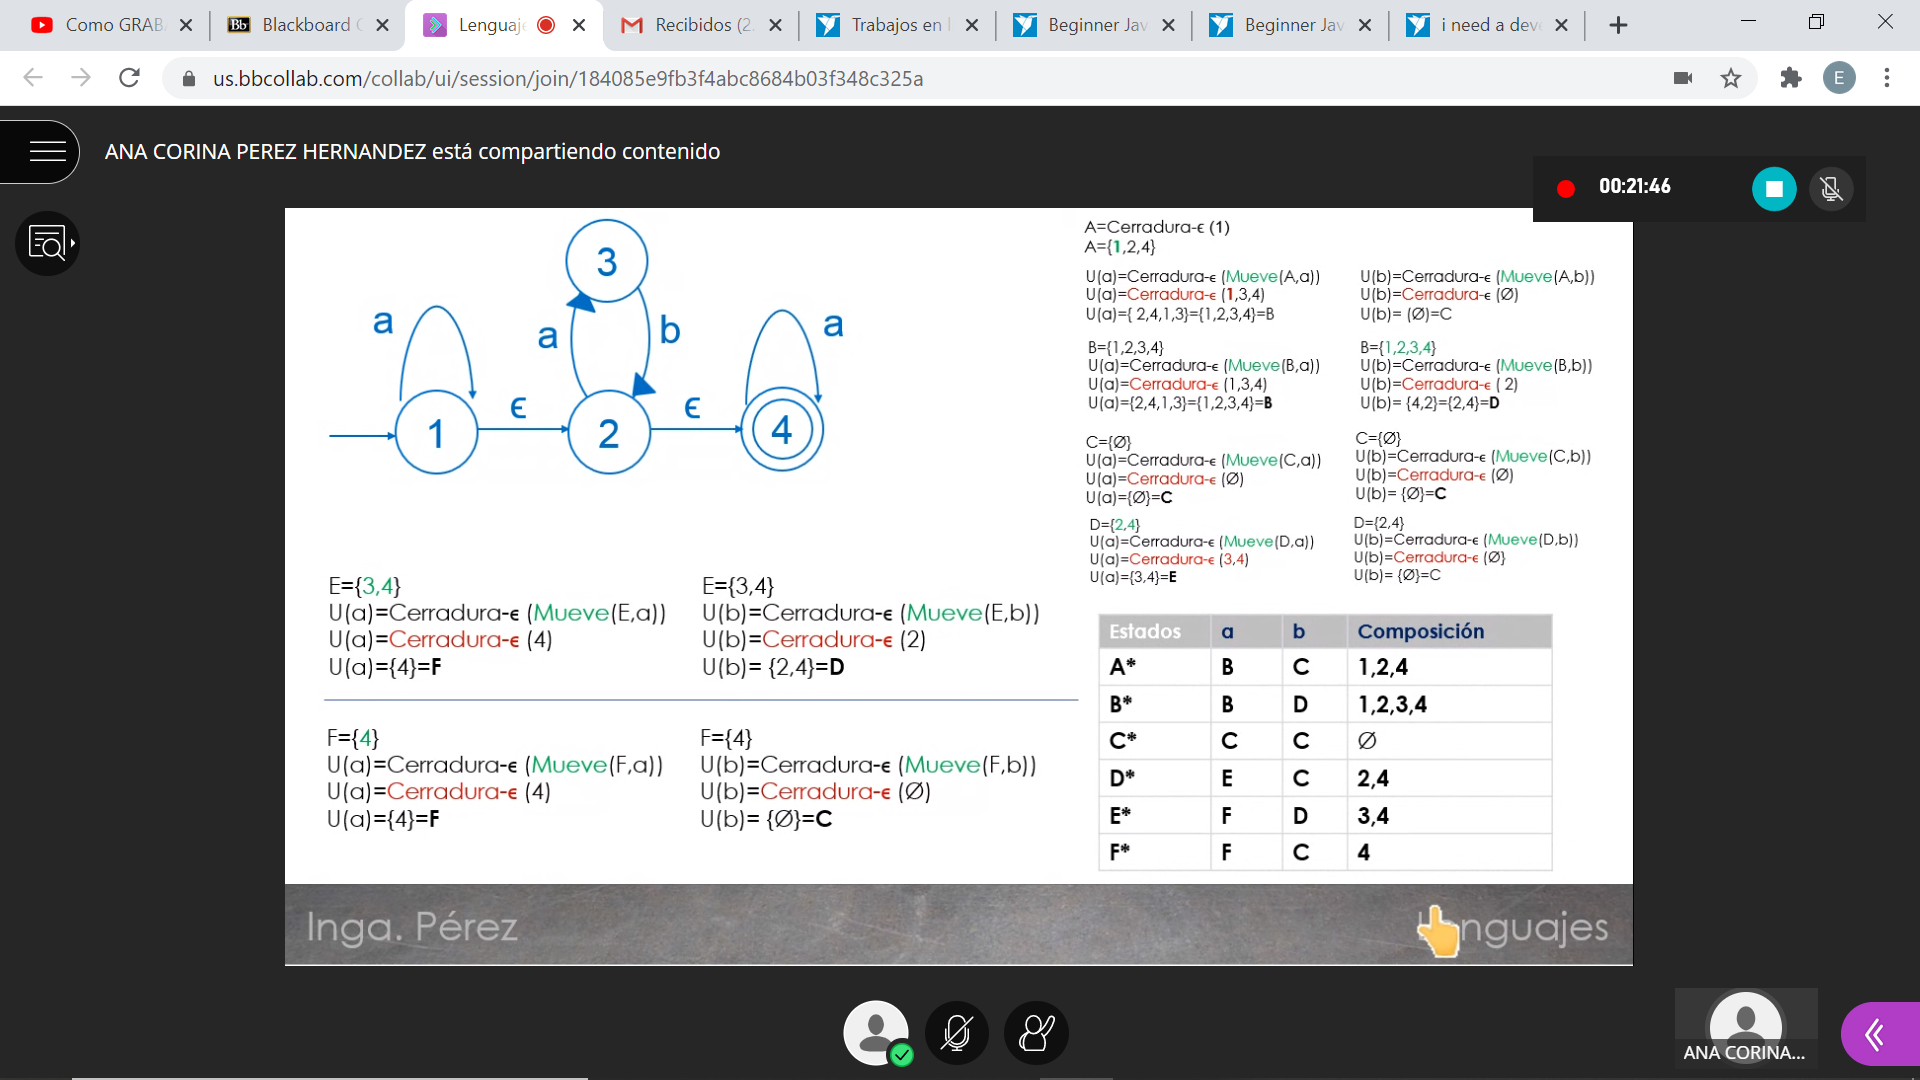 Como GRAB
Blackboard C
Lenguaj
Recibidos (2
Trabajos en l
Beginner Jav
Beginner Jav
i need a deve
us.bbcollab.com/collab/ui/session/join/184085e9fb3f4abc8684b03f348c325a
E
ANA CORINA PEREZ HERNANDEZ está compartiendo contenido
00:21:46
3
a
a
b
a
1
ϵ
2
ϵ
4
A=Cerradura-ϵ (1)
A={1,2,4}
U(a)=Cerradura-ϵ (Mueve(A,a))
U(a)=Cerradura-ϵ (1,3,4)
U(a)={ 2,4,1,3}={1,2,3,4}=B
U(b)=Cerradura-ϵ (Mueve(A,b))
U(b)=Cerradura-ϵ (Ø)
U(b)= (Ø)=C
B={1,2,3,4}
U(a)=Cerradura-ϵ (Mueve(B,a))
U(a)=Cerradura-ϵ (1,3,4)
U(a)={2,4,1,3}={1,2,3,4}=B
B={1,2,3,4}
U(b)=Cerradura-ϵ (Mueve(B,b))
U(b)=Cerradura-ϵ ( 2)
U(b)= {4,2}={2,4}=D
C={Ø}
U(a)=Cerradura-ϵ (Mueve(C,a))
U(a)=Cerradura-ϵ (Ø)
U(a)={Ø}=C
C={Ø}
U(b)=Cerradura-ϵ (Mueve(C,b))
U(b)=Cerradura-ϵ (Ø)
U(b)= {Ø}=C
D={2,4}
U(a)=Cerradura-ϵ (Mueve(D,a))
U(a)=Cerradura-ϵ (3,4)
U(a)={3,4}=E
D={2,4}
U(b)=Cerradura-ϵ (Mueve(D,b))
U(b)=Cerradura-ϵ (Ø}
U(b)= {Ø}=C
E={3,4}
U(a)=Cerradura-ϵ (Mueve(E,a))
U(a)=Cerradura-ϵ (4)
U(a)={4}=F
E={3,4}
U(b)=Cerradura-ϵ (Mueve(E,b))
U(b)=Cerradura-ϵ (2)
U(b)= {2,4}=D
F={4}
U(a)=Cerradura-ϵ (Mueve(F,a))
U(a)=Cerradura-ϵ (4)
U(a)={4}=F
F={4}
U(b)=Cerradura-ϵ (Mueve(F,b))
U(b)=Cerradura-ϵ (Ø)
U(b)= {Ø}=C
Estados a b Composición
A* B C 1,2,4
B* B D 1,2,3,4
C* C C Ø
D* E C 2,4
E* F D 3,4
F* F C 4
Inga. Pérez
Lenguajes
ANA CORINA...